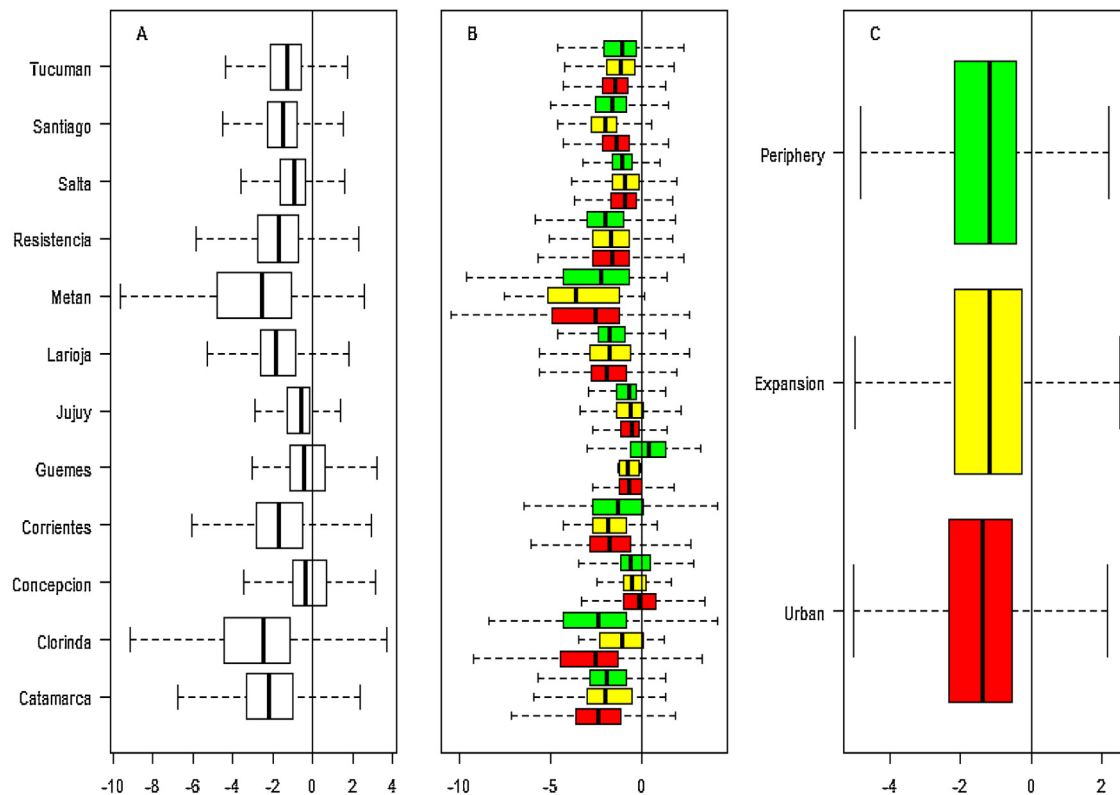 A
B
C
Tucuman
Santiago
Salta
Resistencia
Metan
Larioja
Jujuy
Guemes
Corrientes
Concepcion
Clorinda
Catamarca
Periphery
Expansion
Urban
-10 -8 -6 -4 -2 0 2 4
-10 -5 0
-4 -2 0 2